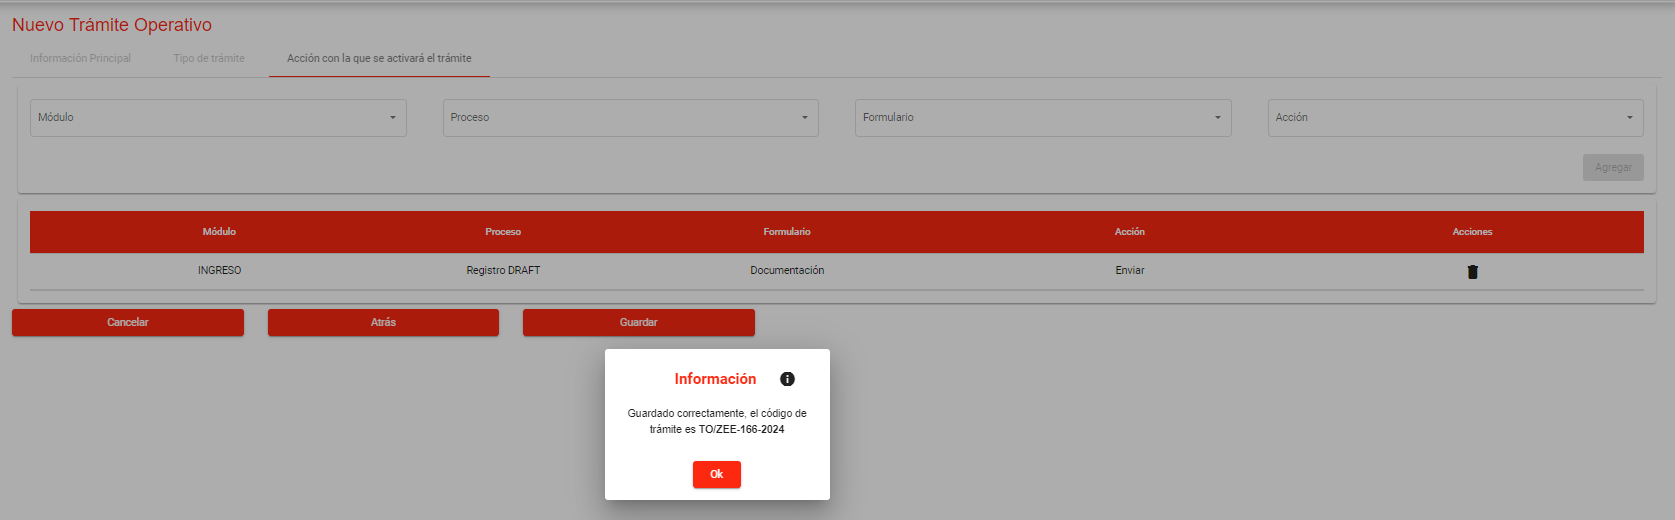 Nuevo Trámite Operativo
Información Principal Tipo de trámite Acción con la que se activará el trámite
Módulo Proceso Formulario Acción
Agregar
Módulo Proceso Formulario Acción Acciones
INGRESO Registro DRAFT Documentación Enviar
Cancelar Atrás Guardar
Información
Guardado correctamente, el código de
trámite es TO/ZEE-166-2024
Ok